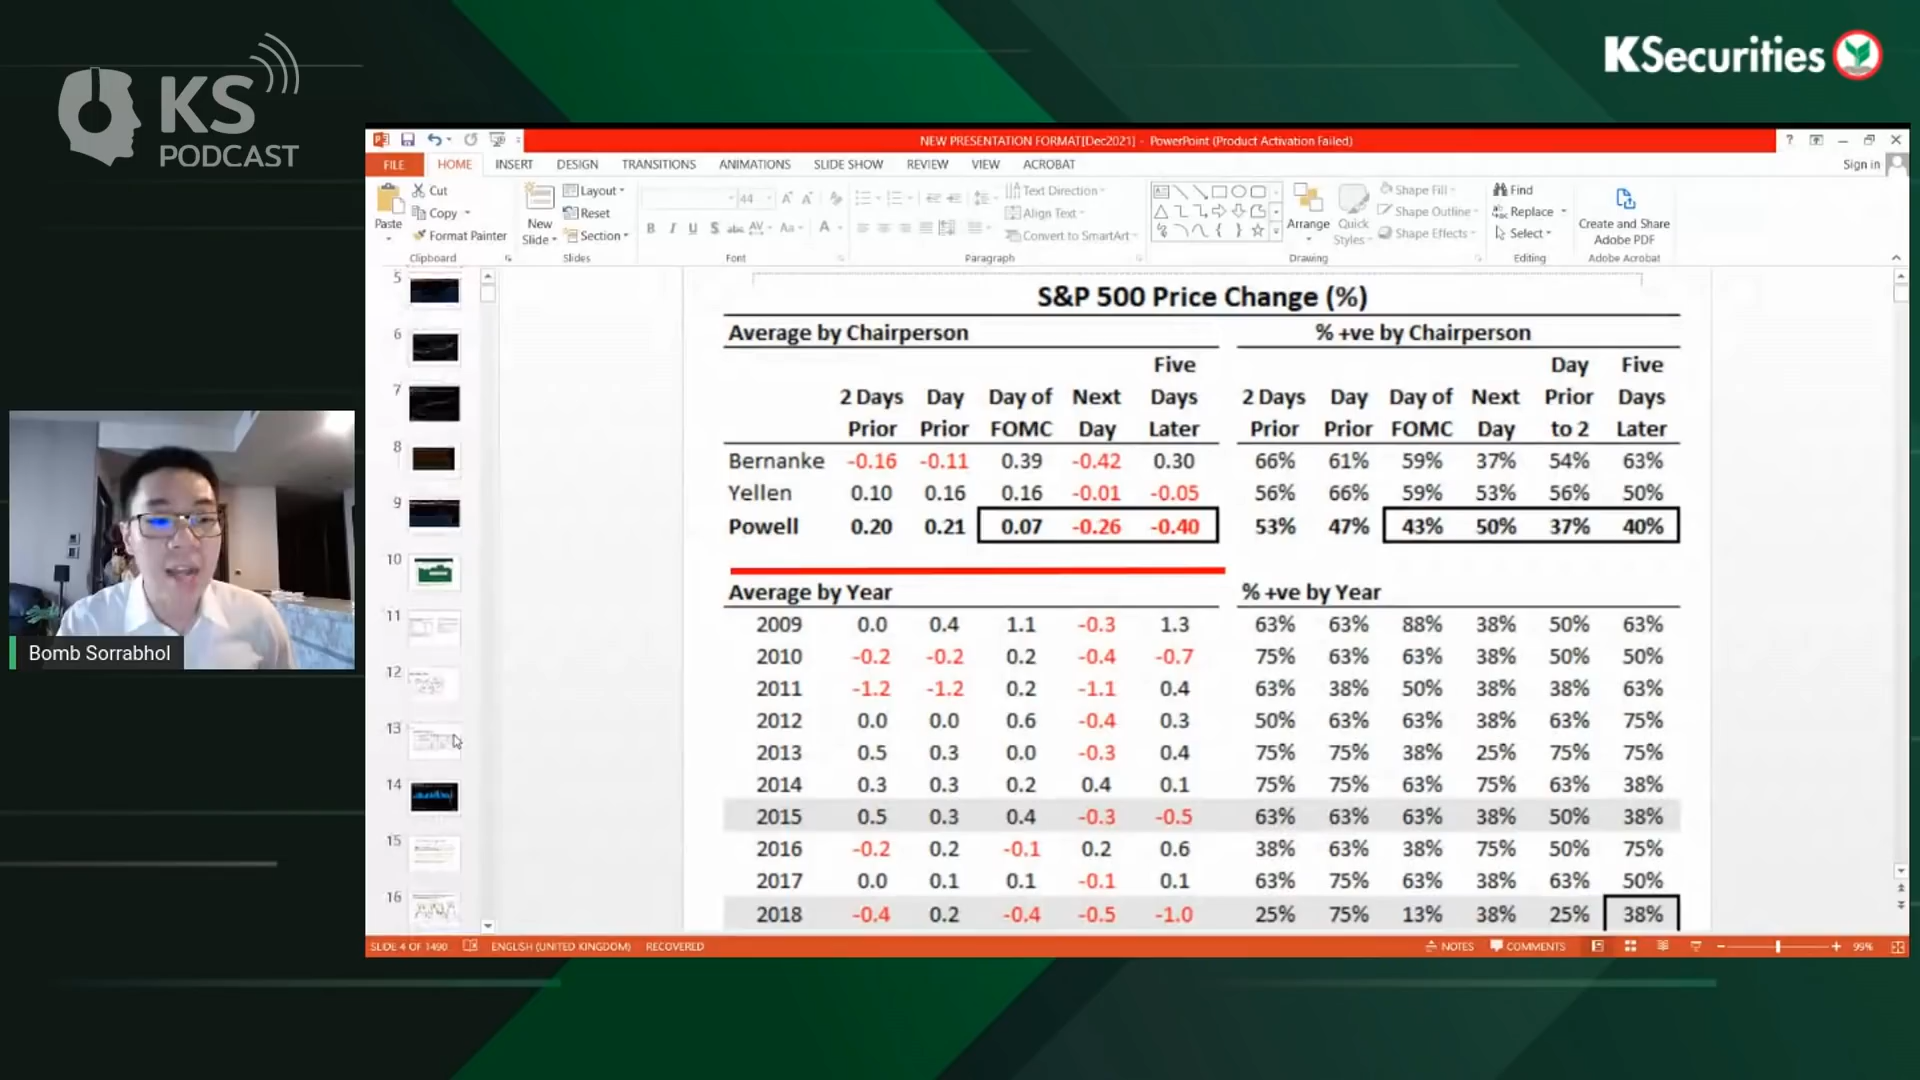 KS
PODCAST
KSecurities
NEW PRESENTATION FORMAT[Dec2021] - PowerPoint (Product Activation Failed)
FILE HOME INSERT DESIGN TRANSITIONS ANIMATIONS SLIDE SHOW REVIEW VIEW ACROBAT
Sign in
Paste
Cut
Copy
Format Painter
Clipboard
New
Slide
Layout
Reset
Section
Slides
44
Font
Text Direction
Align Text
Convert to SmartArt
Paragraph
Arrange
Quick
Styles
Shape Fill
Shape Outline
Shape Effects
Drawing
Find
Replace
Select
Editing
Create and Share
Adobe PDF
Adobe Acrobat
5
6
7
8
9
10
11
12
13
14
15
16
S&P 500 Price Change (%)
Average by Chairperson % +ve by Chairperson
Five Day Five
2 Days Day Day of Next Days 2 Days Day Day of Next Prior Days
Prior Prior FOMC Day Later Prior Prior FOMC Day to 2 Later
Bernanke -0.16 -0.11 0.39 -0.42 0.30 66% 61% 59% 37% 54% 63%
Yellen 0.10 0.16 0.16 -0.01 -0.05 56% 66% 59% 53% 56% 50%
Powell 0.20 0.21 0.07 -0.26 -0.40 53% 47% 43% 50% 37% 40%
Average by Year % +ve by Year
2009 0.0 0.4 1.1 -0.3 1.3 63% 63% 88% 38% 50% 63%
2010 -0.2 -0.2 0.2 -0.4 -0.7 75% 63% 63% 38% 50% 50%
2011 -1.2 -1.2 0.2 -1.1 0.4 63% 38% 50% 38% 38% 63%
2012 0.0 0.0 0.6 -0.4 0.3 50% 63% 63% 38% 63% 75%
2013 0.5 0.3 0.0 -0.3 0.4 75% 75% 38% 25% 75% 75%
2014 0.3 0.3 0.2 0.4 0.1 75% 75% 63% 75% 63% 38%
2015 0.5 0.3 0.4 -0.3 -0.5 63% 63% 63% 38% 50% 38%
2016 -0.2 0.2 -0.1 0.2 0.6 38% 63% 38% 75% 50% 75%
2017 0.0 0.1 0.1 -0.1 0.1 63% 75% 63% 38% 63% 50%
2018 -0.4 0.2 -0.4 -0.5 -1.0 25% 75% 13% 38% 25% 38%
Bomb Sorrabhol
SLIDE 4 OF 1490 ENGLISH (UNITED KINGDOM) RECOVERED NOTES COMMENTS 99%